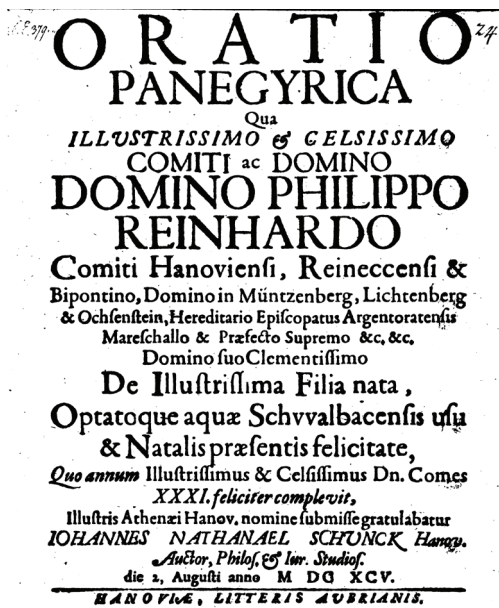 379.
24
ORATIO
PANEGYRICA
Qua
ILLUSTRISSIMO & CELSISSIMO
COMITI ac DOMINO
DOMINO PHILIPPO
REINHARDO
Comiti Hanovienſi, Reineccenſi &
Bipontino, Domino in Müntzenberg, Lichtenberg
& Ochſenſtein, Hereditario Epiſcopatus Argentoratenſis
Mareſchallo & Præfecto Supremo &c. &c.
Domino ſuo Clementiſſimo
De Illuſtriſſima Filia nata,
Optatoque aquæ Schvvalbacenſis uſu
& Natalis præſentis felicitate,
Quo annum Illuſtriſſimus & Celſiſſimus Dn. Comes
XXXI. feliciter complevit,
Illuſtris Athenæi Hanov. nomine ſubmiſſe gratulabatur
IOHANNES NATHANAEL SCHUNCK Hanov.
Auctor, Philoſ. & Iur. Studioſ.
die 2, Auguſti anno M DC XCV.
HANOVIÆ, LITTERIS AUBRIANIS.